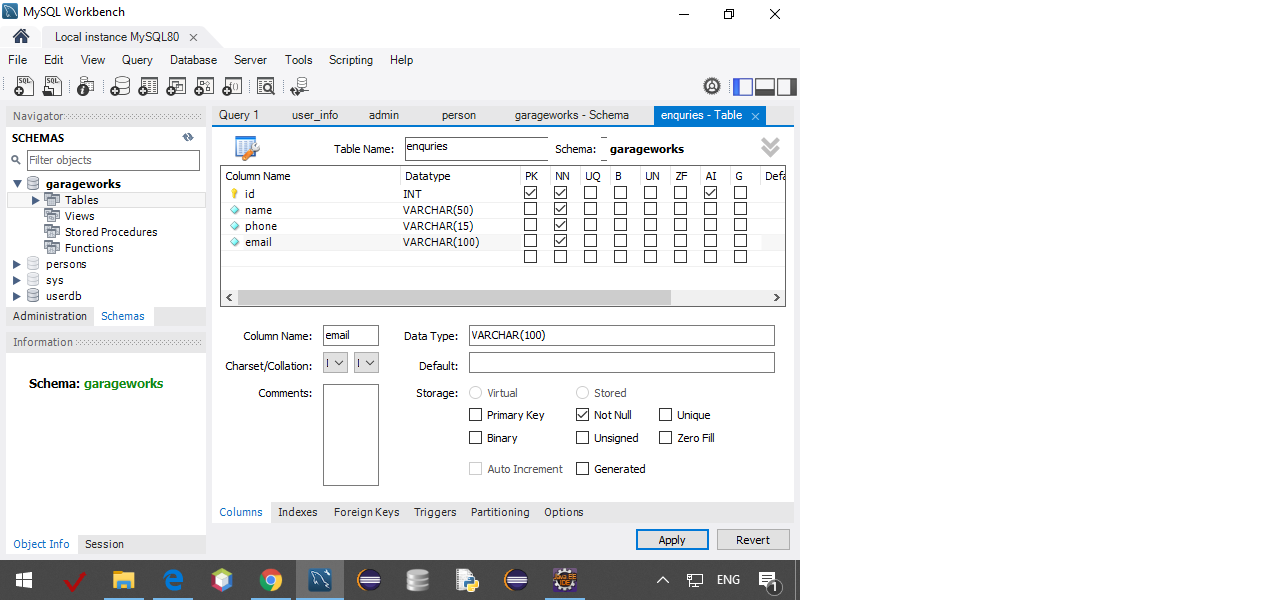 MySQL Workbench
Local instance MySQL80
File Edit View Query Database Server Tools Scripting Help
SQL SQL
Navigator
SCHEMAS
Filter objects
garageworks
Tables
Views
Stored Procedures
Functions
persons
sys
userdb
Administration Schemas
Information
Schema: garageworks
Object Info Session
Query 1 user_info admin person garageworks - Schema enquries - Table
Table Name: enquries Schema: garageworks
Column Name Datatype PK NN UQ B UN ZF AI G Defa
id INT
name VARCHAR(50)
phone VARCHAR(15)
email VARCHAR(100)
Column Name: email Data Type: VARCHAR(100)
Charset/Collation: Default:
Comments: Storage: Virtual Stored
Primary Key Not Null Unique
Binary Unsigned Zero Fill
Auto Increment Generated
Columns Indexes Foreign Keys Triggers Partitioning Options
Apply Revert
ENG 1